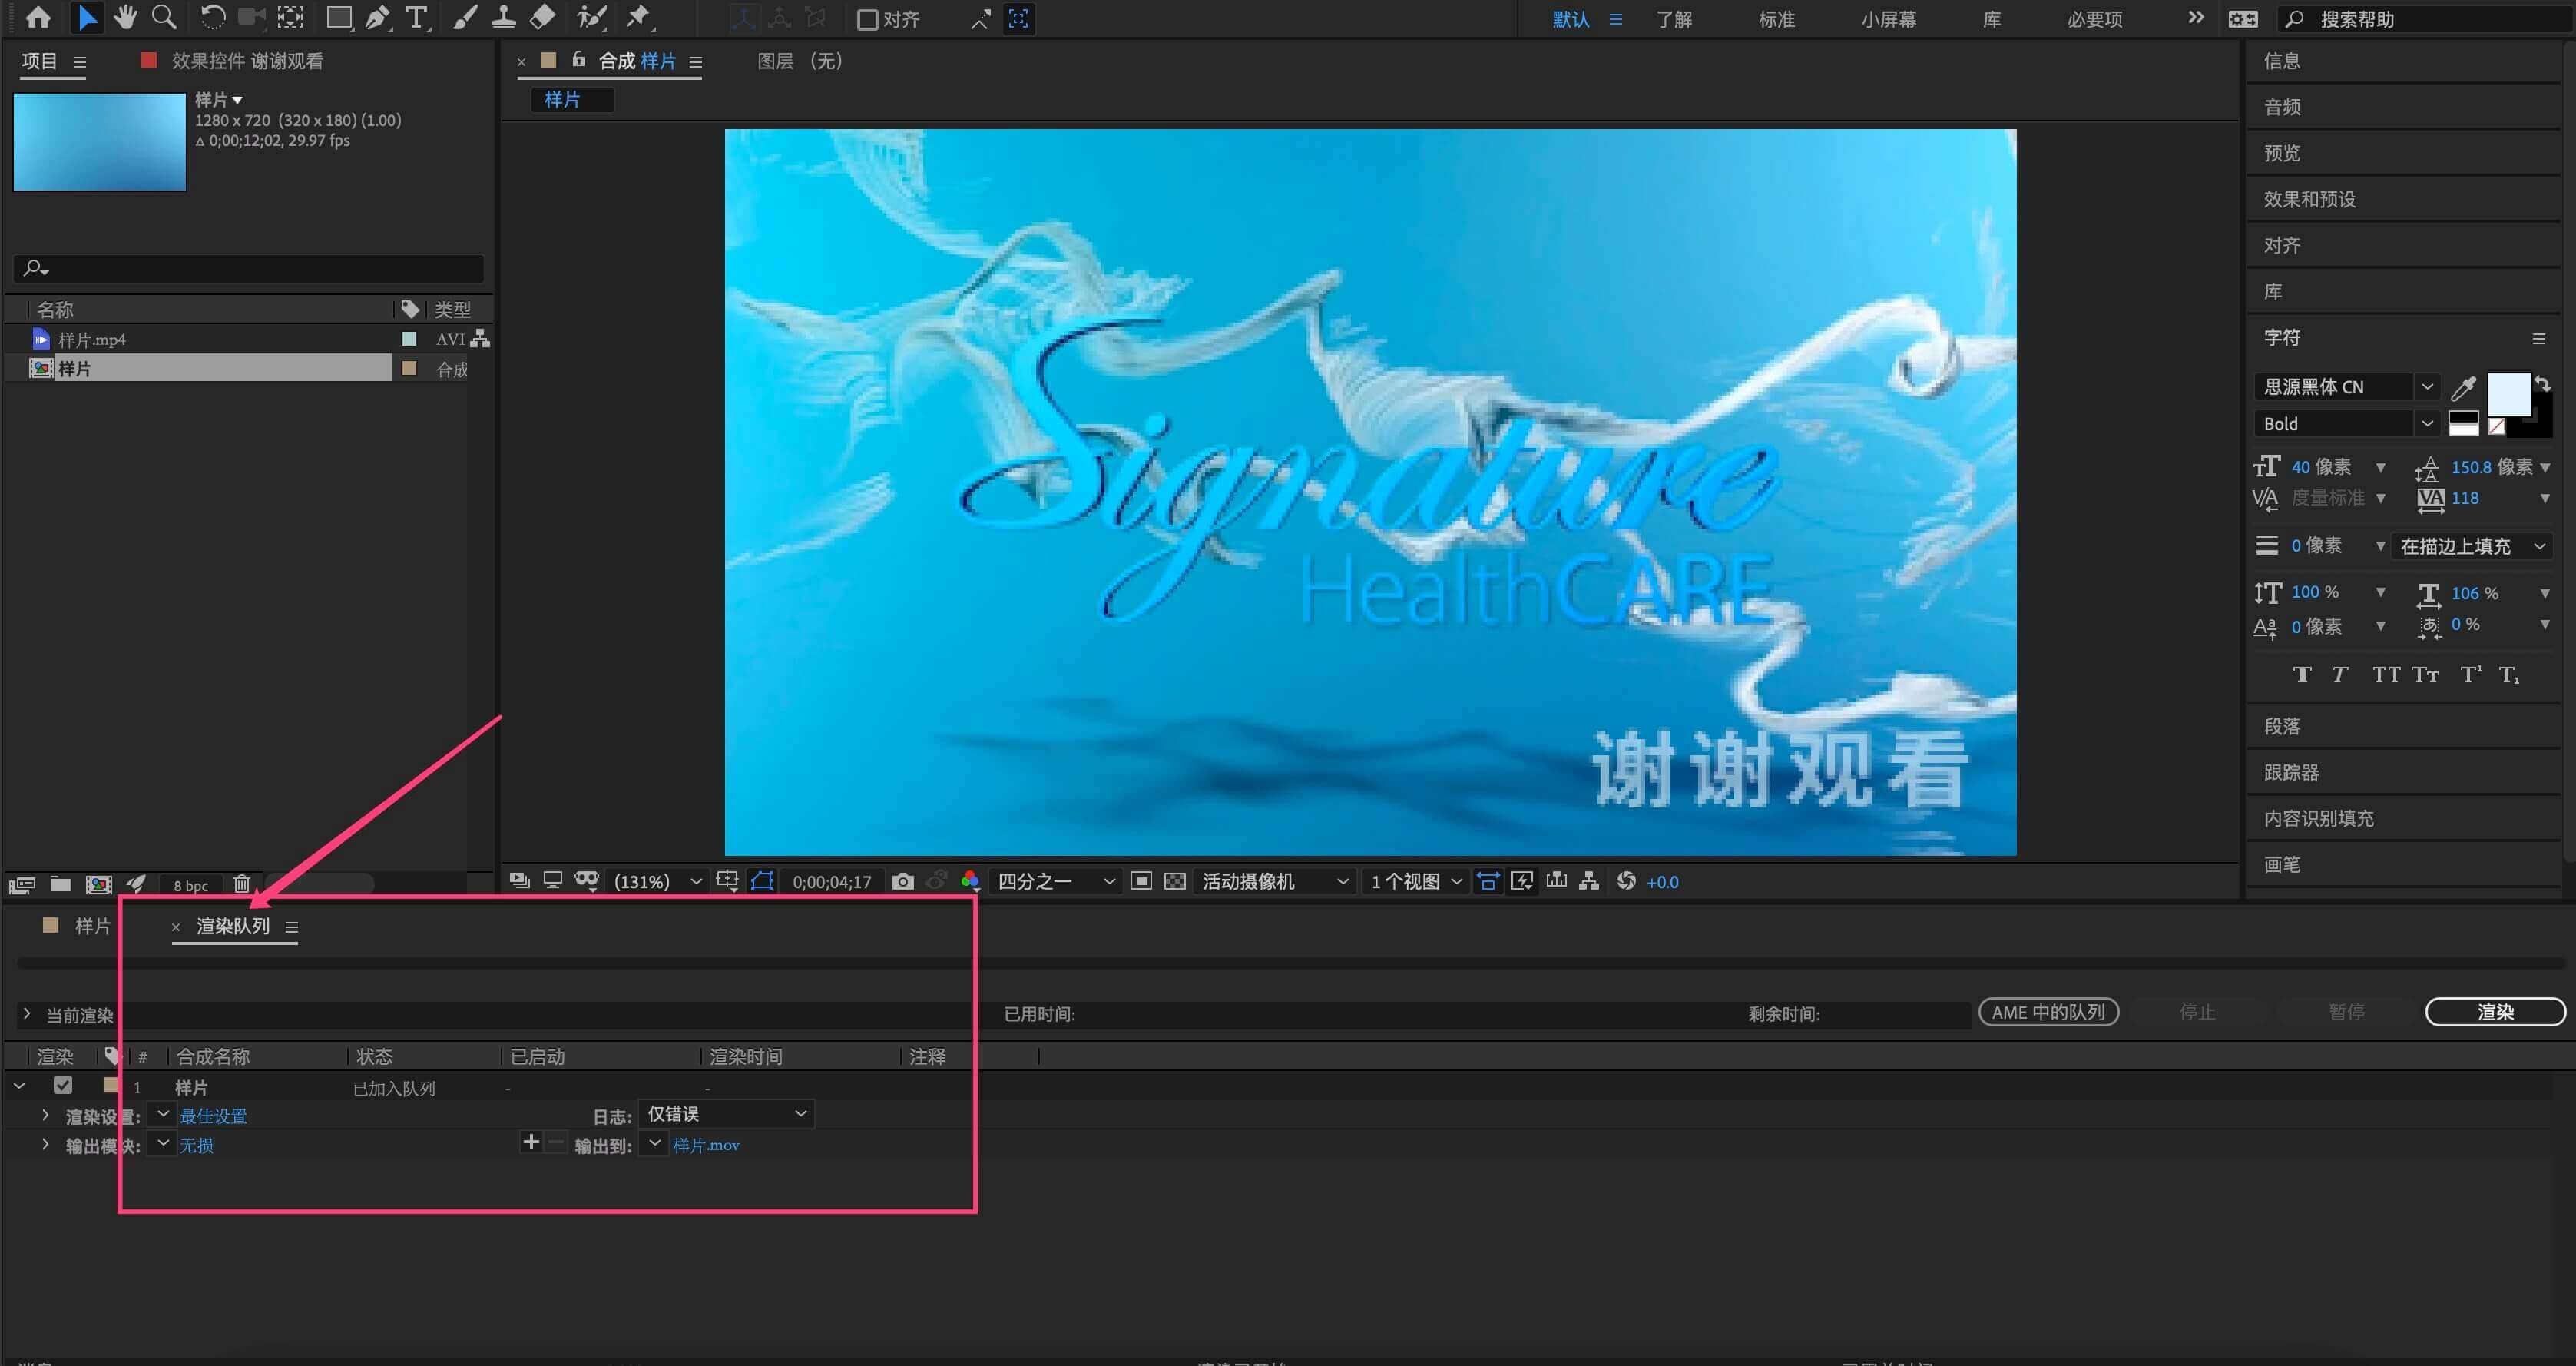 对齐
默认
了解
标准
小屏幕
库
必要项
搜索帮助
项目
效果控件 谢谢观看
样片
1280 x 720 (320 x 180) (1.00)
Δ 0;00;12;02, 29.97 fps
名称
类型
样片.mp4
AVI
样片
合成
8 bpc
合成 样片
图层 (无)
样片
Signature
HealthCARE
谢谢观看
(131%)
0;00;04;17
四分之一
活动摄像机
1 个视图
+0.0
信息
音频
预览
效果和预设
对齐
库
字符
思源黑体 CN
Bold
40 像素
150.8 像素
度量标准
118
0 像素
在描边上填充
100 %
106 %
0 像素
0 %
段落
跟踪器
内容识别填充
画笔
样片
渲染队列
当前渲染
已用时间:
剩余时间:
AME 中的队列
停止
暂停
渲染
渲染
#
合成名称
状态
已启动
渲染时间
注释
1
样片
已加入队列
-
-
渲染设置:
最佳设置
日志:
仅错误
输出模块:
无损
输出到:
样片.mov